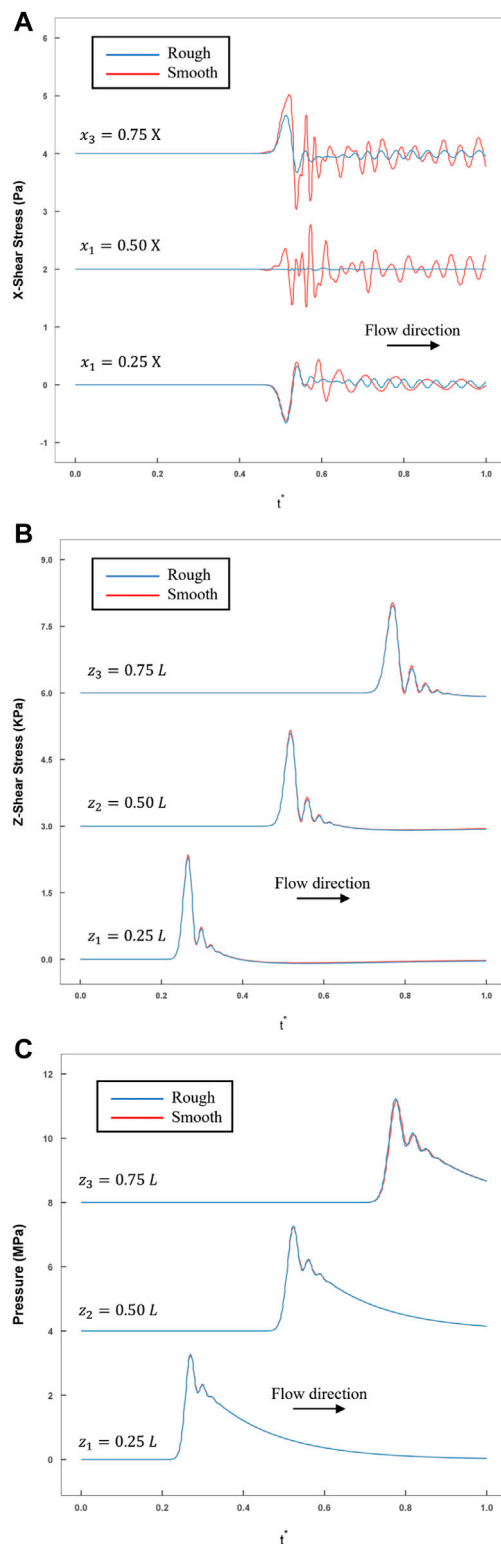 A
6
Rough
Smooth
5
x₃ = 0.75 X
4
3
x₁ = 0.50 X
2
X-Shear Stress (Pa)
1
Flow direction
x₁ = 0.25 X
0
-1
0.0 0.2 0.4 0.6 0.8 1.0
t*
B
9.0
Rough
Smooth
7.5
z₃ = 0.75 L
6.0
Z-Shear Stress (KPa)
4.5
z₂ = 0.50 L
3.0
Flow direction
1.5
z₁ = 0.25 L
0.0
0.0 0.2 0.4 0.6 0.8 1.0
t*
C
12
Rough
Smooth
10
z₃ = 0.75 L
8
Pressure (MPa)
6
z₂ = 0.50 L
4
2
Flow direction
z₁ = 0.25 L
0
0.0 0.2 0.4 0.6 0.8 1.0
t*